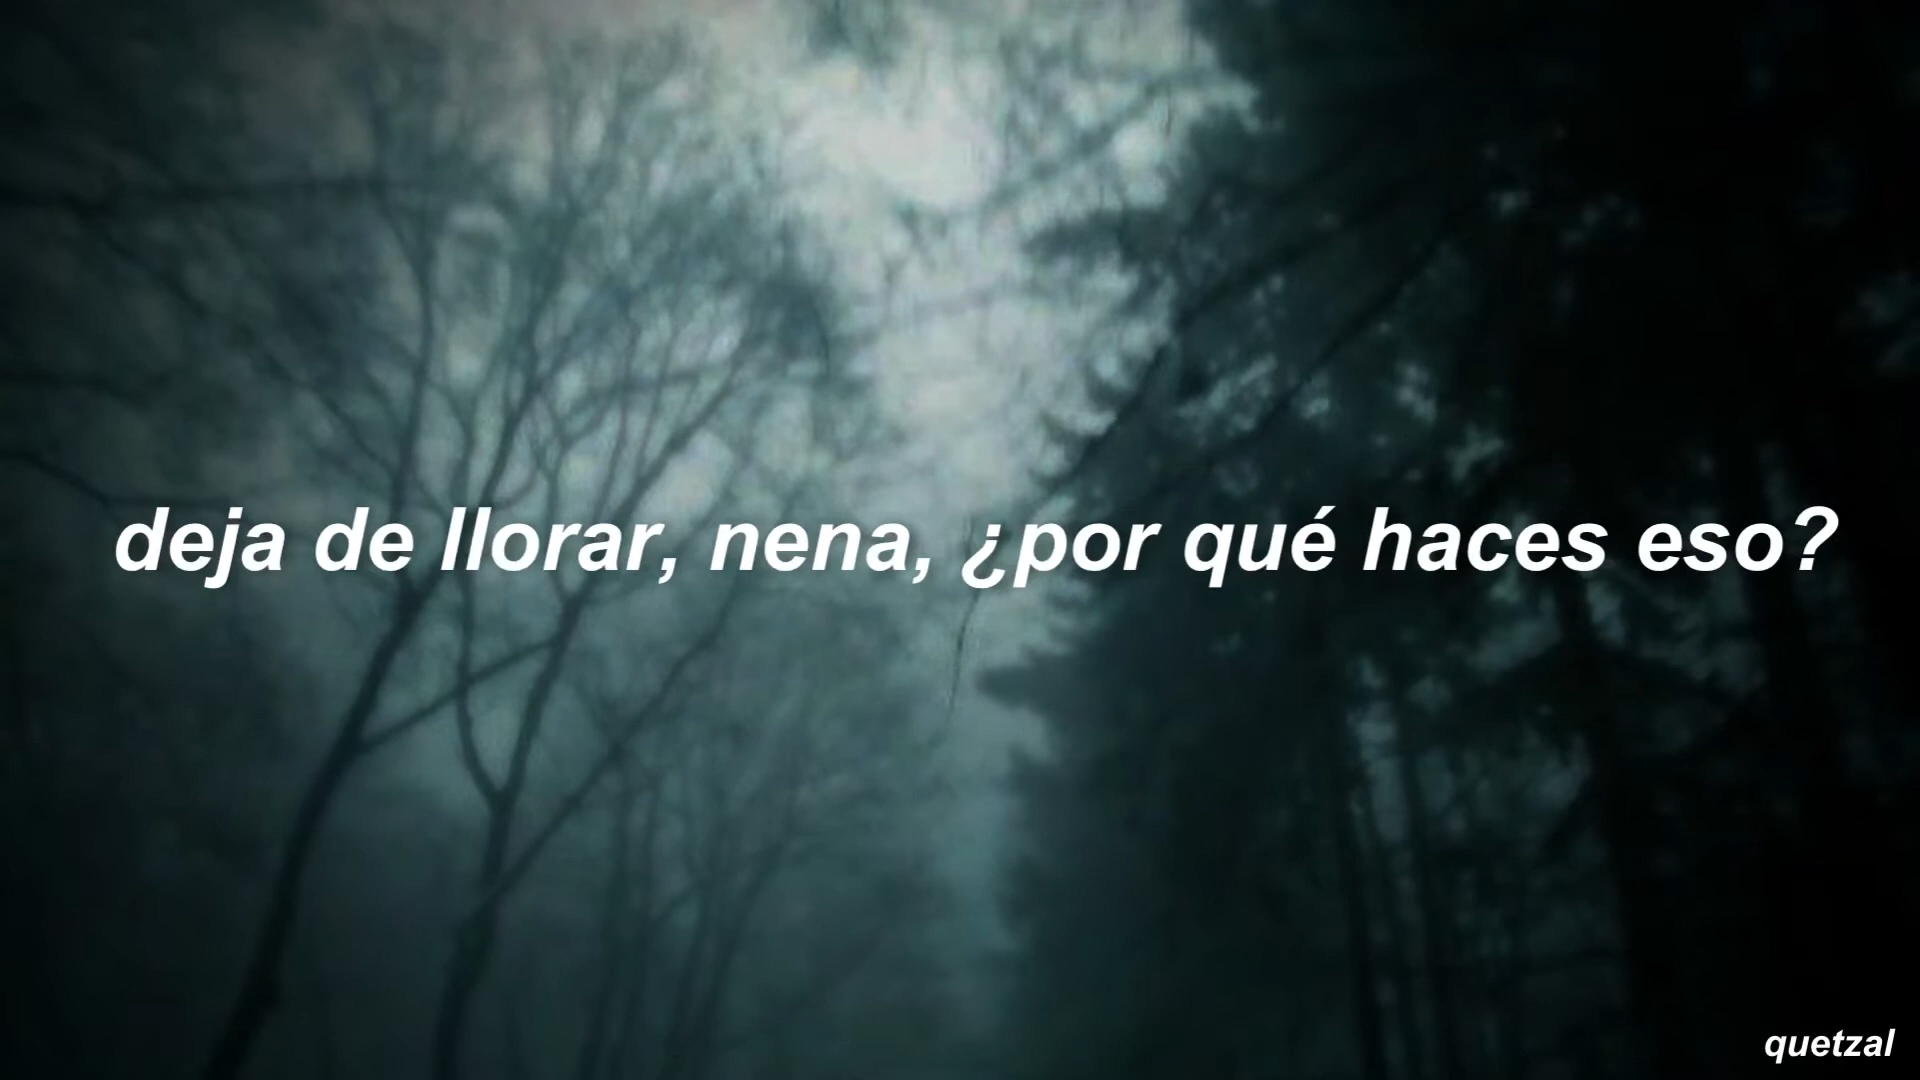 deja de llorar, nena, ¿por qué haces eso?
quetzal